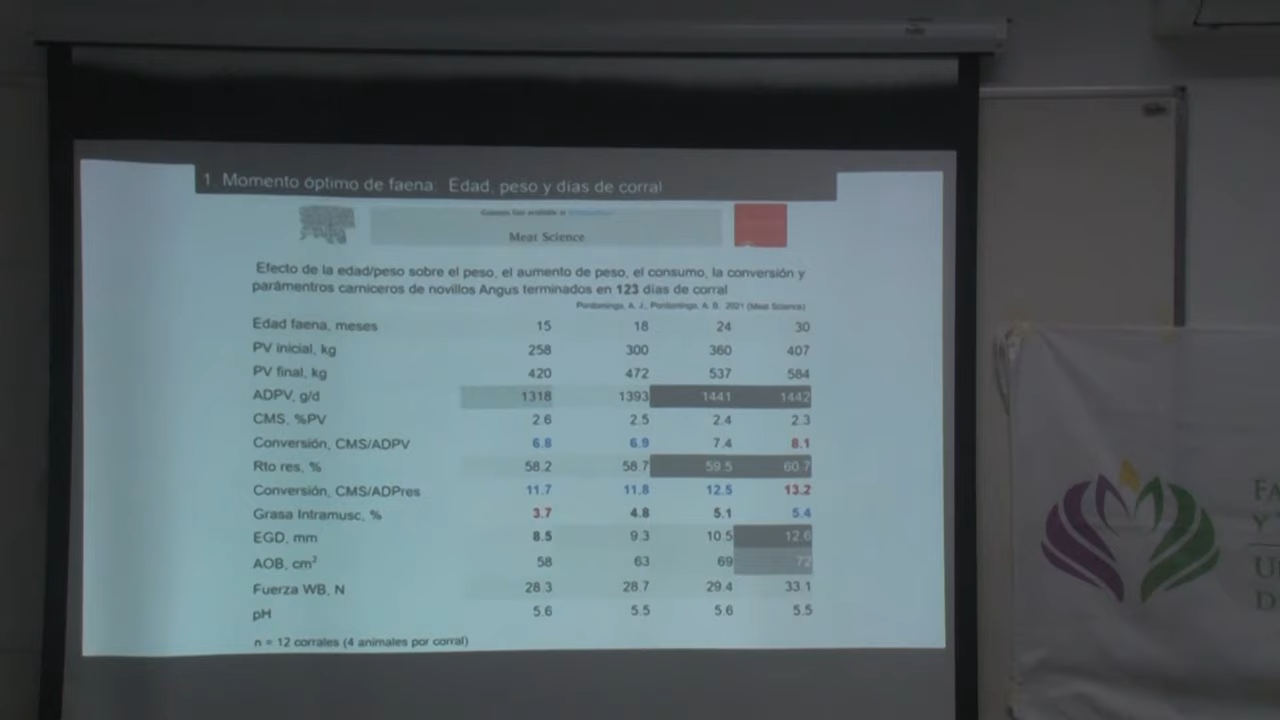 1 Momento óptimo de faena: Edad, peso y días de corral
Meat Science
Efecto de la edad/peso sobre el peso, el aumento de peso, el consumo, la conversión y
parámentros carniceros de novillos Angus terminados en 123 días de corral
Pordomingo, A. J., Pordomingo, A. B. 2021 (Meat Science)
Edad faena, meses 15 18 24 30
PV inicial, kg 258 300 360 407
PV final, kg 420 472 537 584
ADPV, g/d 1318 1393 1441 1442
CMS, %PV 2.6 2.5 2.4 2.3
Conversión, CMS/ADPV 6.8 6.9 7.4 8.1
Rto res, % 58.2 58.7 59.5 60.7
Conversión, CMS/ADPres 11.7 11.8 12.5 13.2
Grasa Intramusc, % 3.7 4.8 5.1 5.4
EGD, mm 8.5 9.3 10.5 12.6
AOB, cm² 58 63 69 72
Fuerza WB, N 28.3 28.7 29.4 33.1
pH 5.6 5.5 5.6 5.5
n = 12 corrales (4 animales por corral)